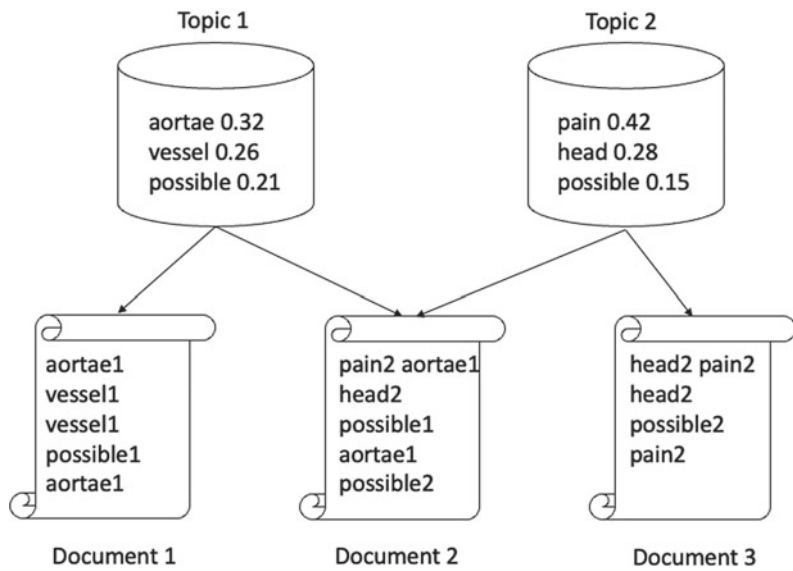 Topic 1
Topic 2
aortae 0.32
vessel 0.26
possible 0.21
pain 0.42
head 0.28
possible 0.15
aortae1
vessel1
vessel1
possible1
aortae1
pain2 aortae1
head2
possible1
aortae1
possible2
head2 pain2
head2
possible2
pain2
Document 1
Document 2
Document 3